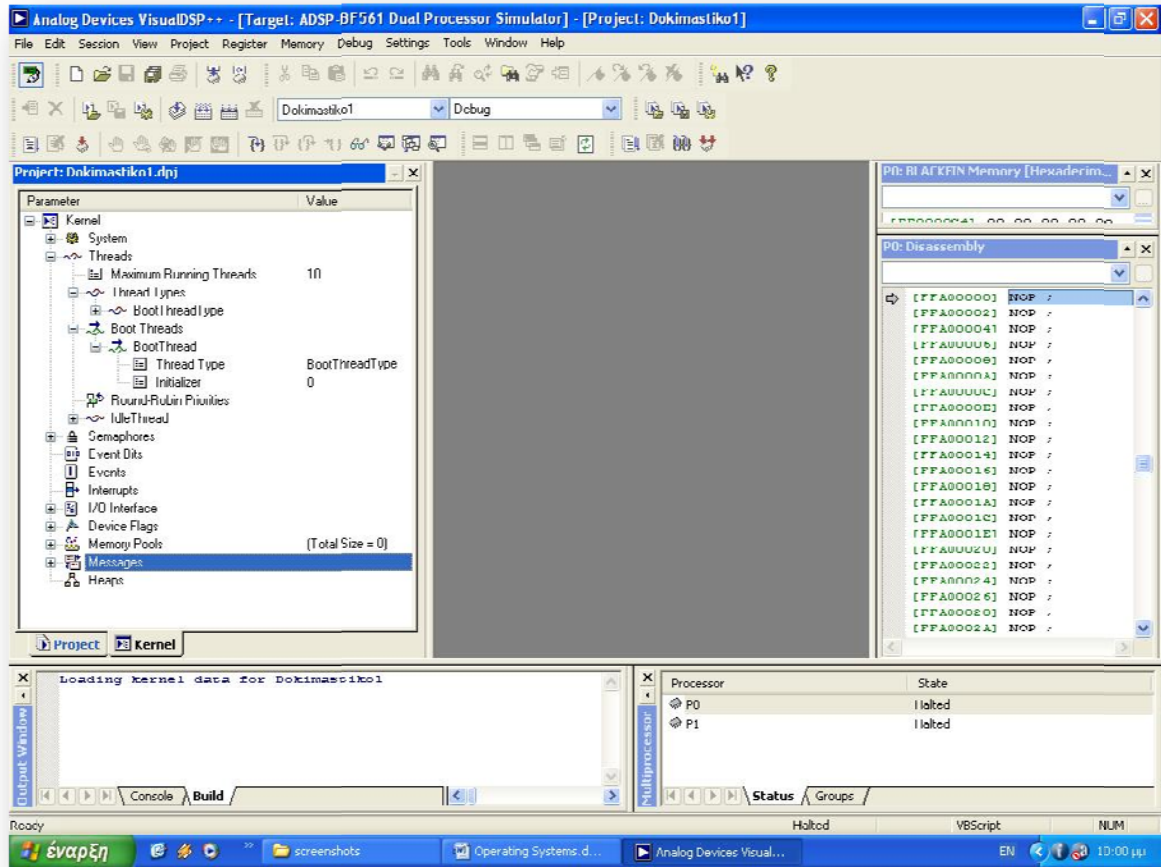 Analog Devices VisualDSP++ - [Target: ADSP-BF561 Dual Processor Simulator] - [Project: Dokimastiko1]
File Edit Session View Project Register Memory Debug Settings Tools Window Help
Dokimastiko1 Debug
Project: Dokimastiko1.dpj
Parameter Value
Kernel
System
Threads
Maximum Running Threads 10
Thread Types
BootThreadType
Boot Threads
BootThread
Thread Type BootThreadType
Initializer 0
Round-Robin Priorities
IdleThread
Semaphores
Event Bits
Events
Interrupts
I/O Interface
Device Flags
Memory Pools (Total Size = 0)
Messages
Heaps
Project Kernel
P0: BLACKFIN Memory [Hexadecim...
P0: Disassembly
[FFA00000] NOP ;
[FFA00002] NOP ;
[FFA00004] NOP ;
[FFA00006] NOP ;
[FFA00008] NOP ;
[FFA0000A] NOP ;
[FFA0000C] NOP ;
[FFA0000E] NOP ;
[FFA00010] NOP ;
[FFA00012] NOP ;
[FFA00014] NOP ;
[FFA00016] NOP ;
[FFA00018] NOP ;
[FFA0001A] NOP ;
[FFA0001C] NOP ;
[FFA0001E] NOP ;
[FFA00020] NOP ;
[FFA00022] NOP ;
[FFA00024] NOP ;
[FFA00026] NOP ;
[FFA00028] NOP ;
[FFA0002A] NOP ;
Output Window
Loading kernel data for Dokimastiko1
Console Build
Multiprocessor
Processor State
P0 Halted
P1 Halted
Status Groups
Ready Halted VBScript NUM
έναρξη screenshots Operating Systems.d... Analog Devices Visual... EN 10:00 μμ